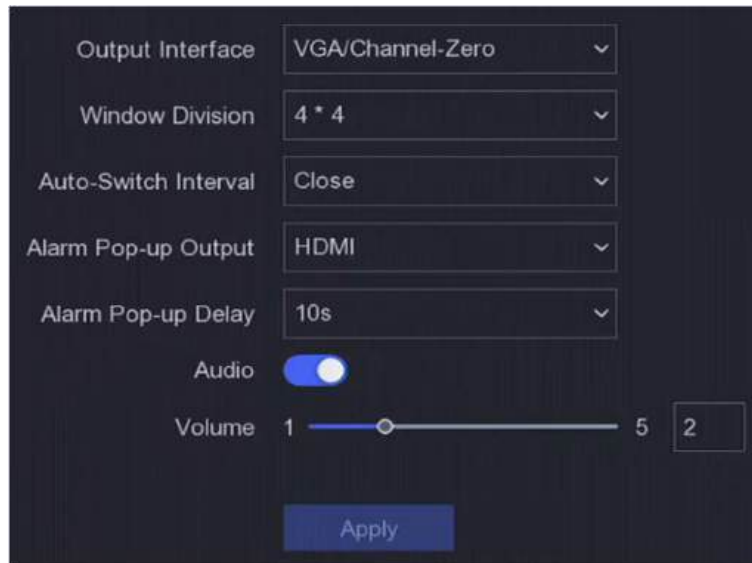 Output Interface VGA/Channel-Zero
Window Division 4 * 4
Auto-Switch Interval Close
Alarm Pop-up Output HDMI
Alarm Pop-up Delay 10s
Audio
Volume 1 5 2
Apply